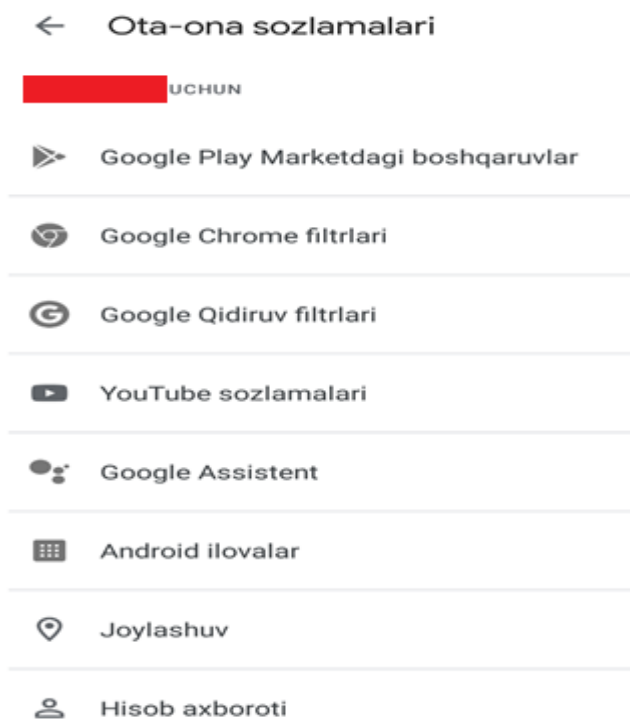 Ota-ona sozlamalari
UCHUN
Google Play Marketdagi boshqaruvlar
Google Chrome filtrlari
Google Qidiruv filtrlari
YouTube sozlamalari
Google Assistent
Android ilovalar
Joylashuv
Hisob axboroti